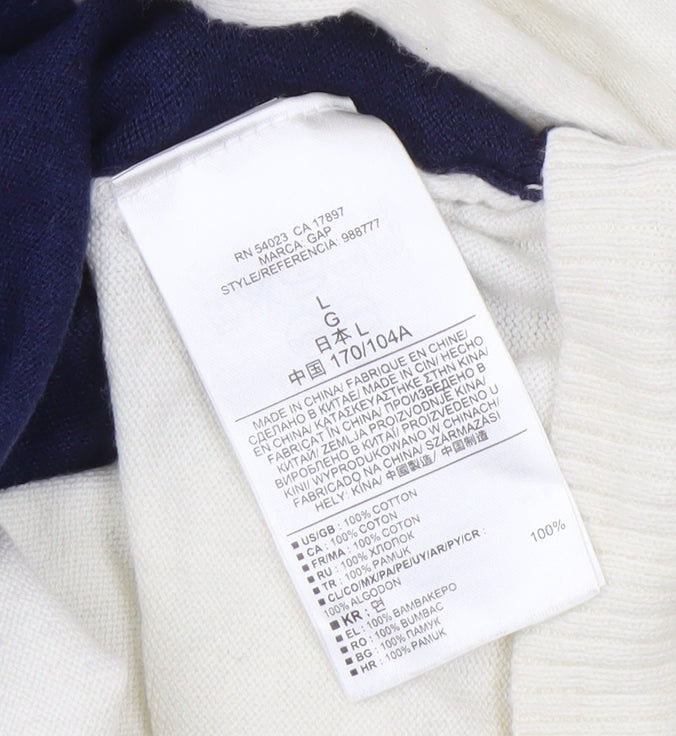 RN 54023 CA 17897
MARCA: GAP
STYLE/REFERENCIA: 988777
L
G
日本 L
中国 170/104A
MADE IN CHINA/ FABRIQUE EN CHINE/
СДЕЛАНО В КИТАЕ/ MADE IN CIN/ HECHO
EN CHINA/ ΚΑΤΑΣΚΕΥΑΣΤΗΚΕ ΣΤΗΝ ΚΙΝΑ/
FABRICAT ÎN CHINA/ ПРОИЗВЕДЕНО В
КИТАЙ/ ZEMLJA PROIZVODNJE KINA/
ВИРОБЛЕНО В КИТАЇ/ PROIZVEDENO U
KINI/ WYPRODUKOWANO W CHINACH/
FABRICADO NA CHINA/ SZÁRMAZÁSI
HELY: KÍNA/ 中國製造/ 中国制造
■ US/GB : 100% COTTON
■ CA : 100% COTON
■ FR/MA : 100% COTON
■ RU : 100% ХЛОПОК
■ TR : 100% PAMUK
■ CL/CO/MX/PA/PE/UY/AR/PY/CR :
100% ALGODON
■ KR : 면 100%
■ EL : 100% ΒΑΜΒΑΚΕΡΟ
■ RO : 100% BUMBAC
■ BG : 100% ПАМУК
■ HR : 100% PAMUK